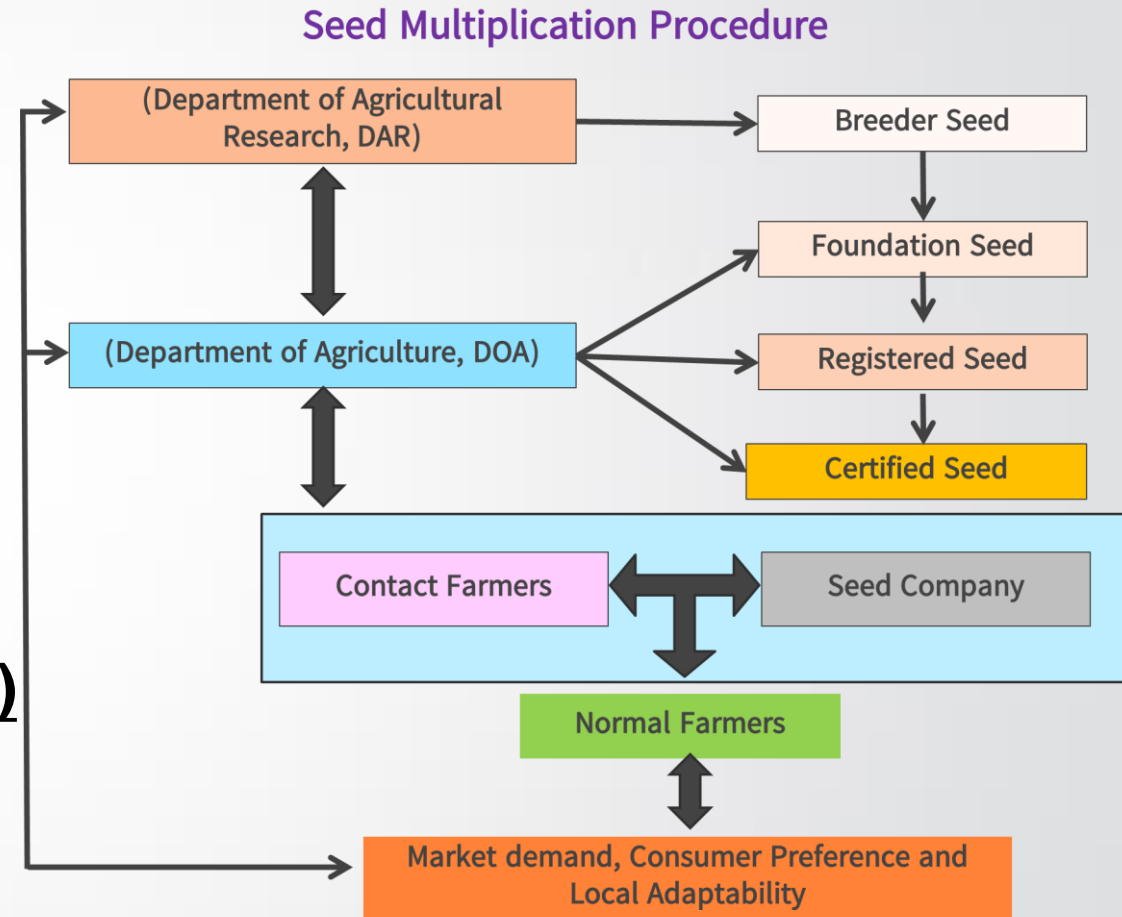 Seed Multiplication Procedure
(Department of Agricultural
Research, DAR)
Breeder Seed
Foundation Seed
(Department of Agriculture, DOA)
Registered Seed
Certified Seed
Contact Farmers
Seed Company
)
Normal Farmers
Market demand, Consumer Preference and
Local Adaptability